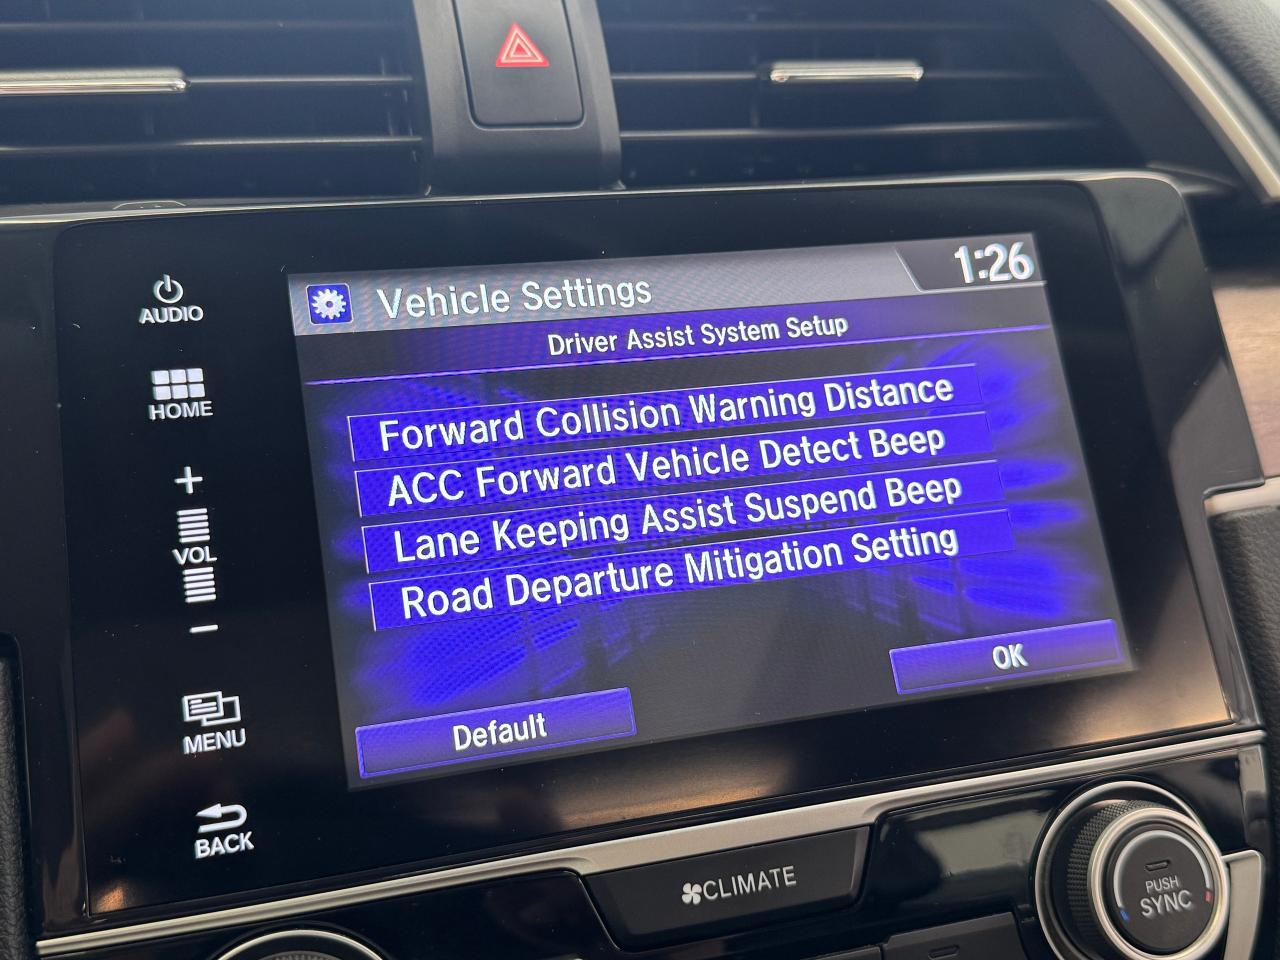 Vehicle Settings
1:26
Driver Assist System Setup
Forward Collision Warning Distance
ACC Forward Vehicle Detect Beep
Lane Keeping Assist Suspend Beep
Road Departure Mitigation Setting
OK
Default
AUDIO
HOME
+
VOL
−
MENU
BACK
CLIMATE
PUSH
SYNC